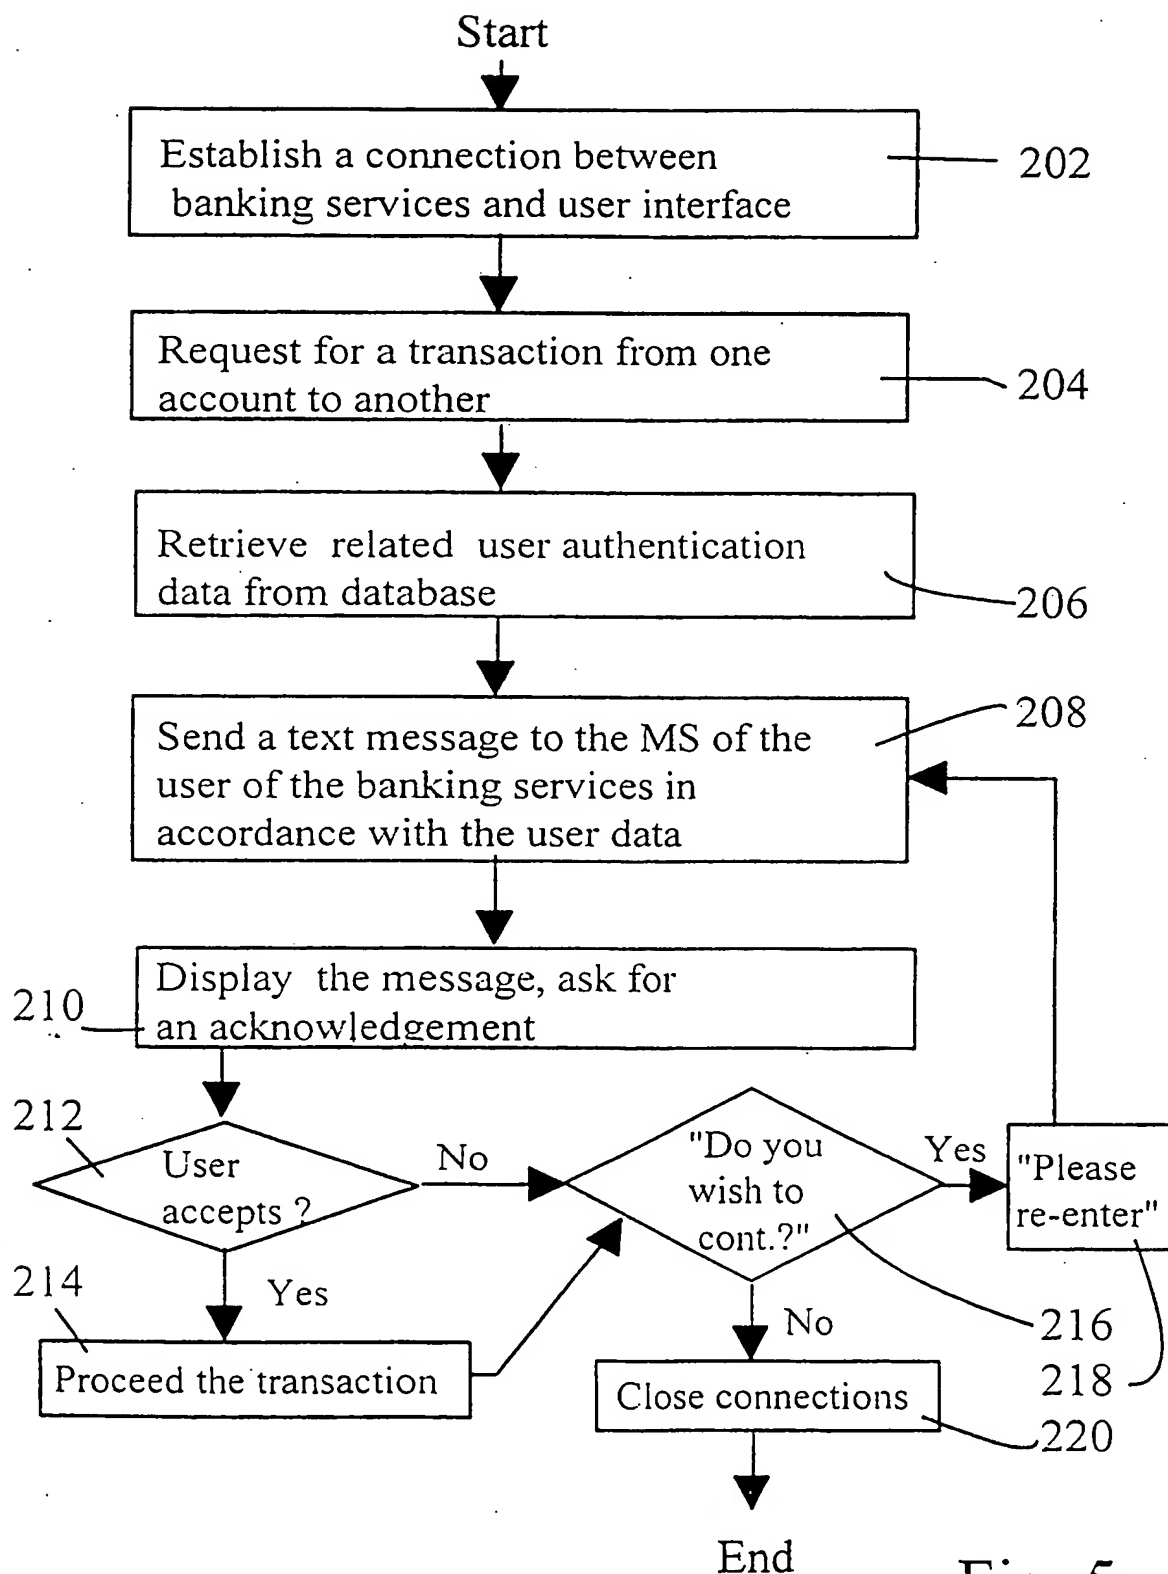 Start
Establish a connection between
banking services and user interface
202
Request for a transaction from one
account to another
204
Retrieve related user authentication
data from database
206
Send a text message to the MS of the
user of the banking services in
accordance with the user data
208
Display the message, ask for
an acknowledgement
210
212
User
accepts ?
No
"Do you
wish to
cont.?"
Yes
"Please
re-enter"
214
Yes
Proceed the transaction
216
No
218
Close connections
220
End
Fig. 5